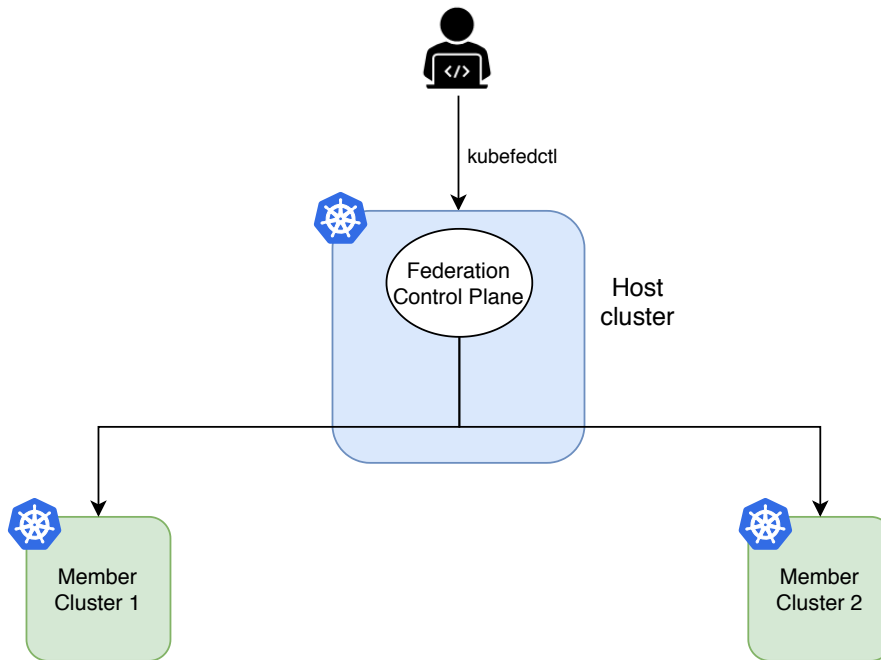 </>
kubefedctl
Federation
Control Plane
Host
cluster
Member
Cluster 1
Member
Cluster 2